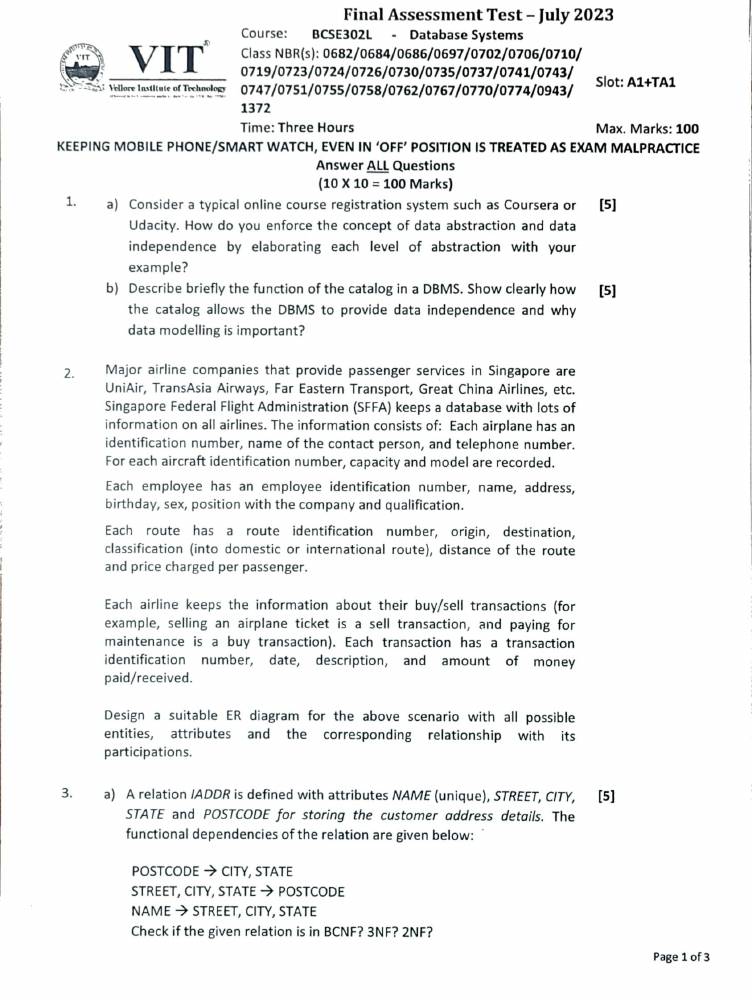 Final Assessment Test – July 2023
Course: BCSE302L - Database Systems
Class NBR(s): 0682/0684/0686/0697/0702/0706/0710/
0719/0723/0724/0726/0730/0735/0737/0741/0743/
0747/0751/0755/0758/0762/0767/0770/0774/0943/
1372
Slot: A1+TA1
VIT
VIT
Vellore Institute of Technology
Time: Three Hours Max. Marks: 100
KEEPING MOBILE PHONE/SMART WATCH, EVEN IN ‘OFF’ POSITION IS TREATED AS EXAM MALPRACTICE
Answer ALL Questions
(10 X 10 = 100 Marks)
1. a) Consider a typical online course registration system such as Coursera or [5]
Udacity. How do you enforce the concept of data abstraction and data
independence by elaborating each level of abstraction with your
example?
b) Describe briefly the function of the catalog in a DBMS. Show clearly how [5]
the catalog allows the DBMS to provide data independence and why
data modelling is important?
2. Major airline companies that provide passenger services in Singapore are
UniAir, TransAsia Airways, Far Eastern Transport, Great China Airlines, etc.
Singapore Federal Flight Administration (SFFA) keeps a database with lots of
information on all airlines. The information consists of: Each airplane has an
identification number, name of the contact person, and telephone number.
For each aircraft identification number, capacity and model are recorded.
Each employee has an employee identification number, name, address,
birthday, sex, position with the company and qualification.
Each route has a route identification number, origin, destination,
classification (into domestic or international route), distance of the route
and price charged per passenger.
Each airline keeps the information about their buy/sell transactions (for
example, selling an airplane ticket is a sell transaction, and paying for
maintenance is a buy transaction). Each transaction has a transaction
identification number, date, description, and amount of money
paid/received.
Design a suitable ER diagram for the above scenario with all possible
entities, attributes and the corresponding relationship with its
participations.
3. a) A relation IADDR is defined with attributes NAME (unique), STREET, CITY, [5]
STATE and POSTCODE for storing the customer address details. The
functional dependencies of the relation are given below:
POSTCODE → CITY, STATE
STREET, CITY, STATE → POSTCODE
NAME → STREET, CITY, STATE
Check if the given relation is in BCNF? 3NF? 2NF?
Page 1 of 3